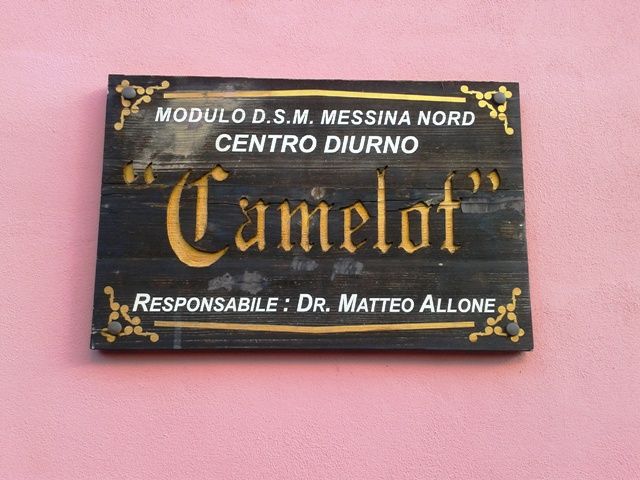 MODULO D.S.M. MESSINA NORD
CENTRO DIURNO
"Camelot"
RESPONSABILE : DR. MATTEO ALLONE